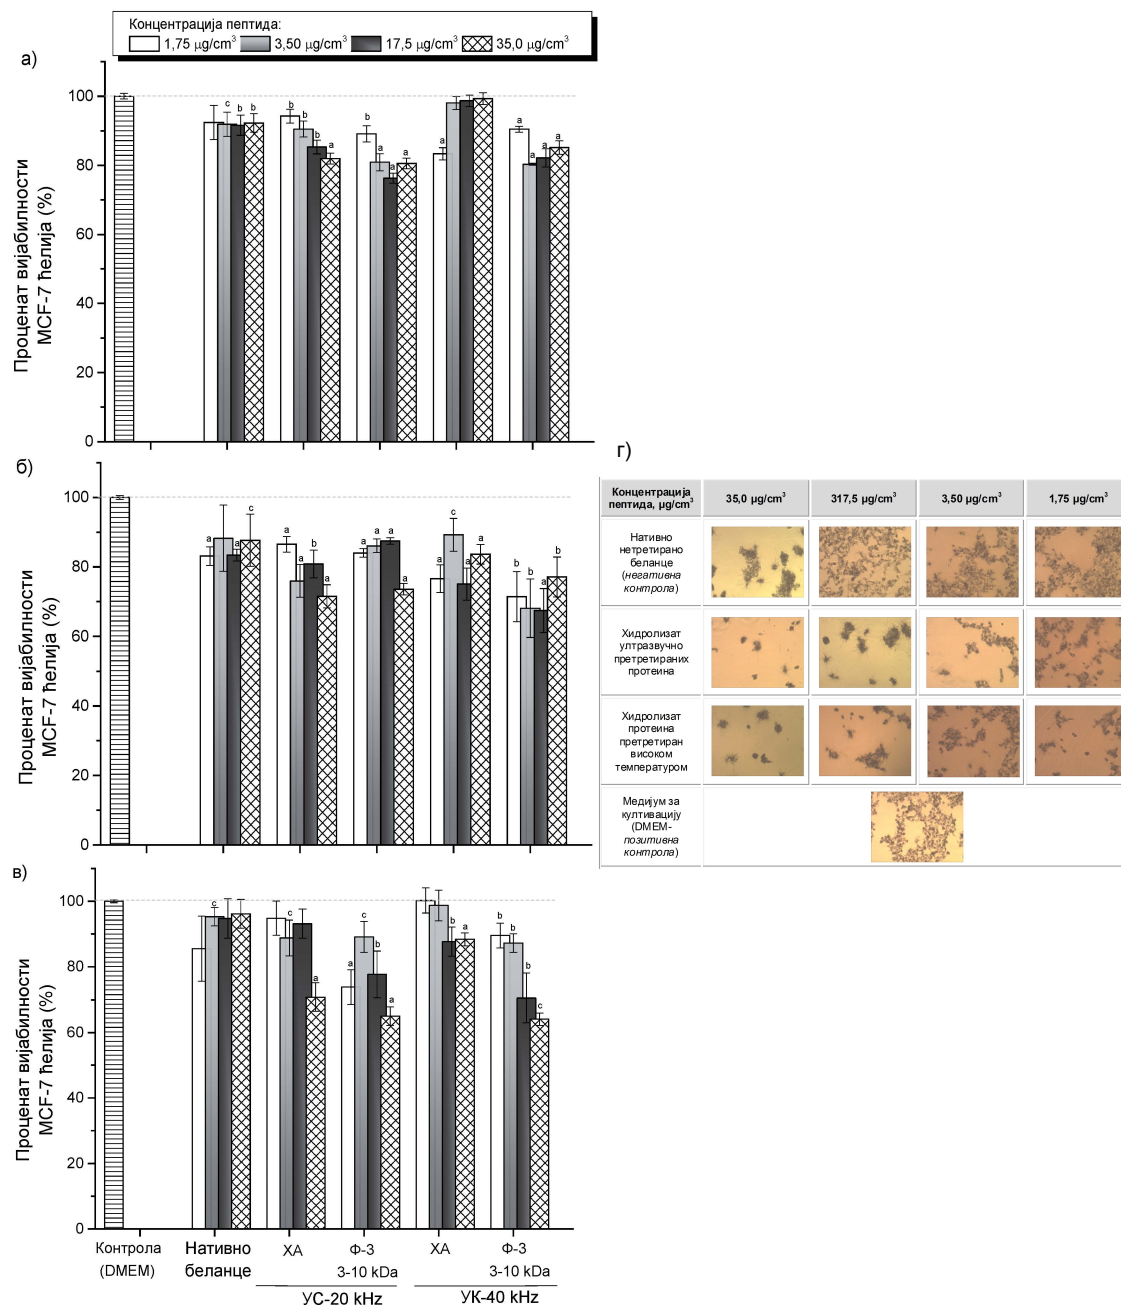 Концентрација пептида:
1,75 μg/cm³ 3,50 μg/cm³ 17,5 μg/cm³ 35,0 μg/cm³
а)
Проценат вијабилности
MCF-7 ћелија (%)
100
80
60
40
20
0
c b b
b b b a
b a a a
a a
a a a a
б)
Проценат вијабилности
MCF-7 ћелија (%)
100
80
60
40
20
0
a a c
a a b a
a a a a
a c a a
b b a b
в)
Проценат вијабилности
MCF-7 ћелија (%)
100
80
60
40
20
0
c
c a
a c b a
b a
b b b c
Контрола
(DMEM)
Нативно
беланце
ХА
Ф-3
3-10 kDa
ХА
Ф-3
3-10 kDa
УС-20 kHz
УК-40 kHz
г)
Концентрација
пептида, μg/cm³
35,0 μg/cm³ 317,5 μg/cm³ 3,50 μg/cm³ 1,75 μg/cm³
Нативно
нетретирано
беланце
(негативна
контрола)
Хидролизат
ултразвучно
претретираних
протеина
Хидролизат
протеина
претретиран
високом
температуром
Медијум за
култивацију
(DMEM-
позитивна
контрола)